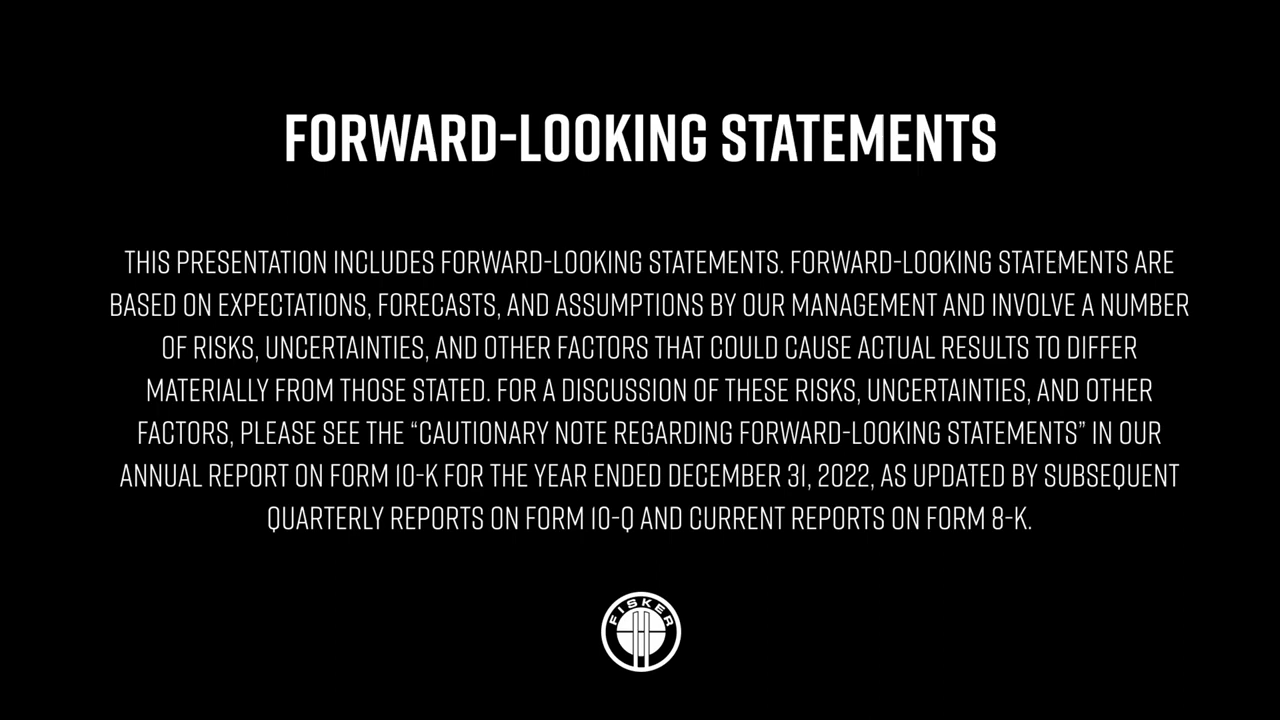 FORWARD-LOOKING STATEMENTS
THIS PRESENTATION INCLUDES FORWARD-LOOKING STATEMENTS. FORWARD-LOOKING STATEMENTS ARE
BASED ON EXPECTATIONS, FORECASTS, AND ASSUMPTIONS BY OUR MANAGEMENT AND INVOLVE A NUMBER
OF RISKS, UNCERTAINTIES, AND OTHER FACTORS THAT COULD CAUSE ACTUAL RESULTS TO DIFFER
MATERIALLY FROM THOSE STATED. FOR A DISCUSSION OF THESE RISKS, UNCERTAINTIES, AND OTHER
FACTORS, PLEASE SEE THE “CAUTIONARY NOTE REGARDING FORWARD-LOOKING STATEMENTS” IN OUR
ANNUAL REPORT ON FORM 10-K FOR THE YEAR ENDED DECEMBER 31, 2022, AS UPDATED BY SUBSEQUENT
QUARTERLY REPORTS ON FORM 10-Q AND CURRENT REPORTS ON FORM 8-K.
FISKER